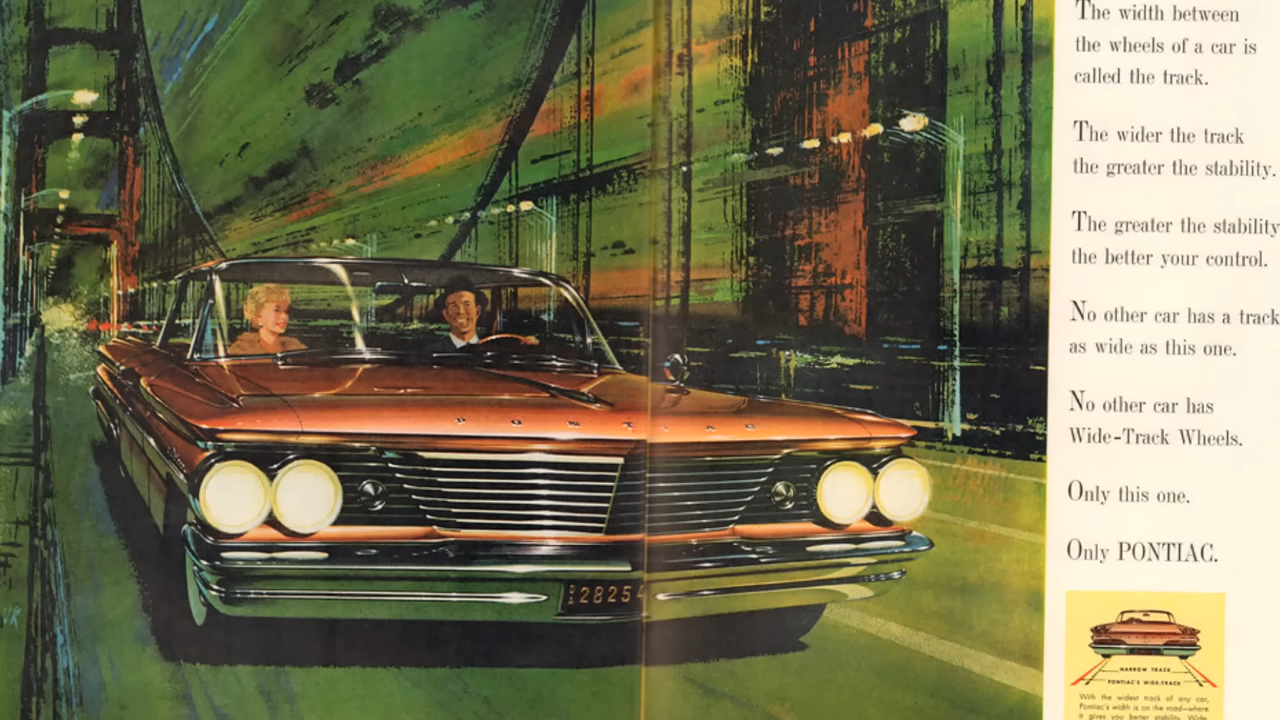 The width between
the wheels of a car is
called the track.
The wider the track
the greater the stability.
The greater the stability
the better your control.
No other car has a track
as wide as this one.
No other car has
Wide-Track Wheels.
Only this one.
Only PONTIAC.
PONTIAC
28254
NARROW TRACK
PONTIAC'S WIDE-TRACK
With the widest track of any car,
Pontiac's width is on the road—where
it gives you better stability. Wide